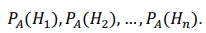 P_A(H_1), P_A(H_2), …, P_A(H_n).